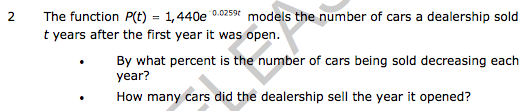 2 The function P(t) = 1,440e^-0.0259t models the number of cars a dealership sold
t years after the first year it was open.
• By what percent is the number of cars being sold decreasing each
year?
• How many cars did the dealership sell the year it opened?